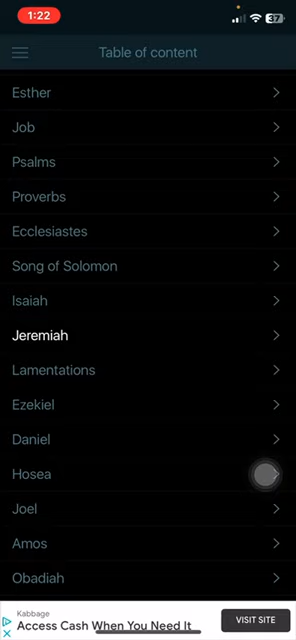 1:22
37
Table of content
Esther
Job
Psalms
Proverbs
Ecclesiastes
Song of Solomon
Isaiah
Jeremiah
Lamentations
Ezekiel
Daniel
Hosea
Joel
Amos
Obadiah
Kabbage
Access Cash When You Need It
VISIT SITE